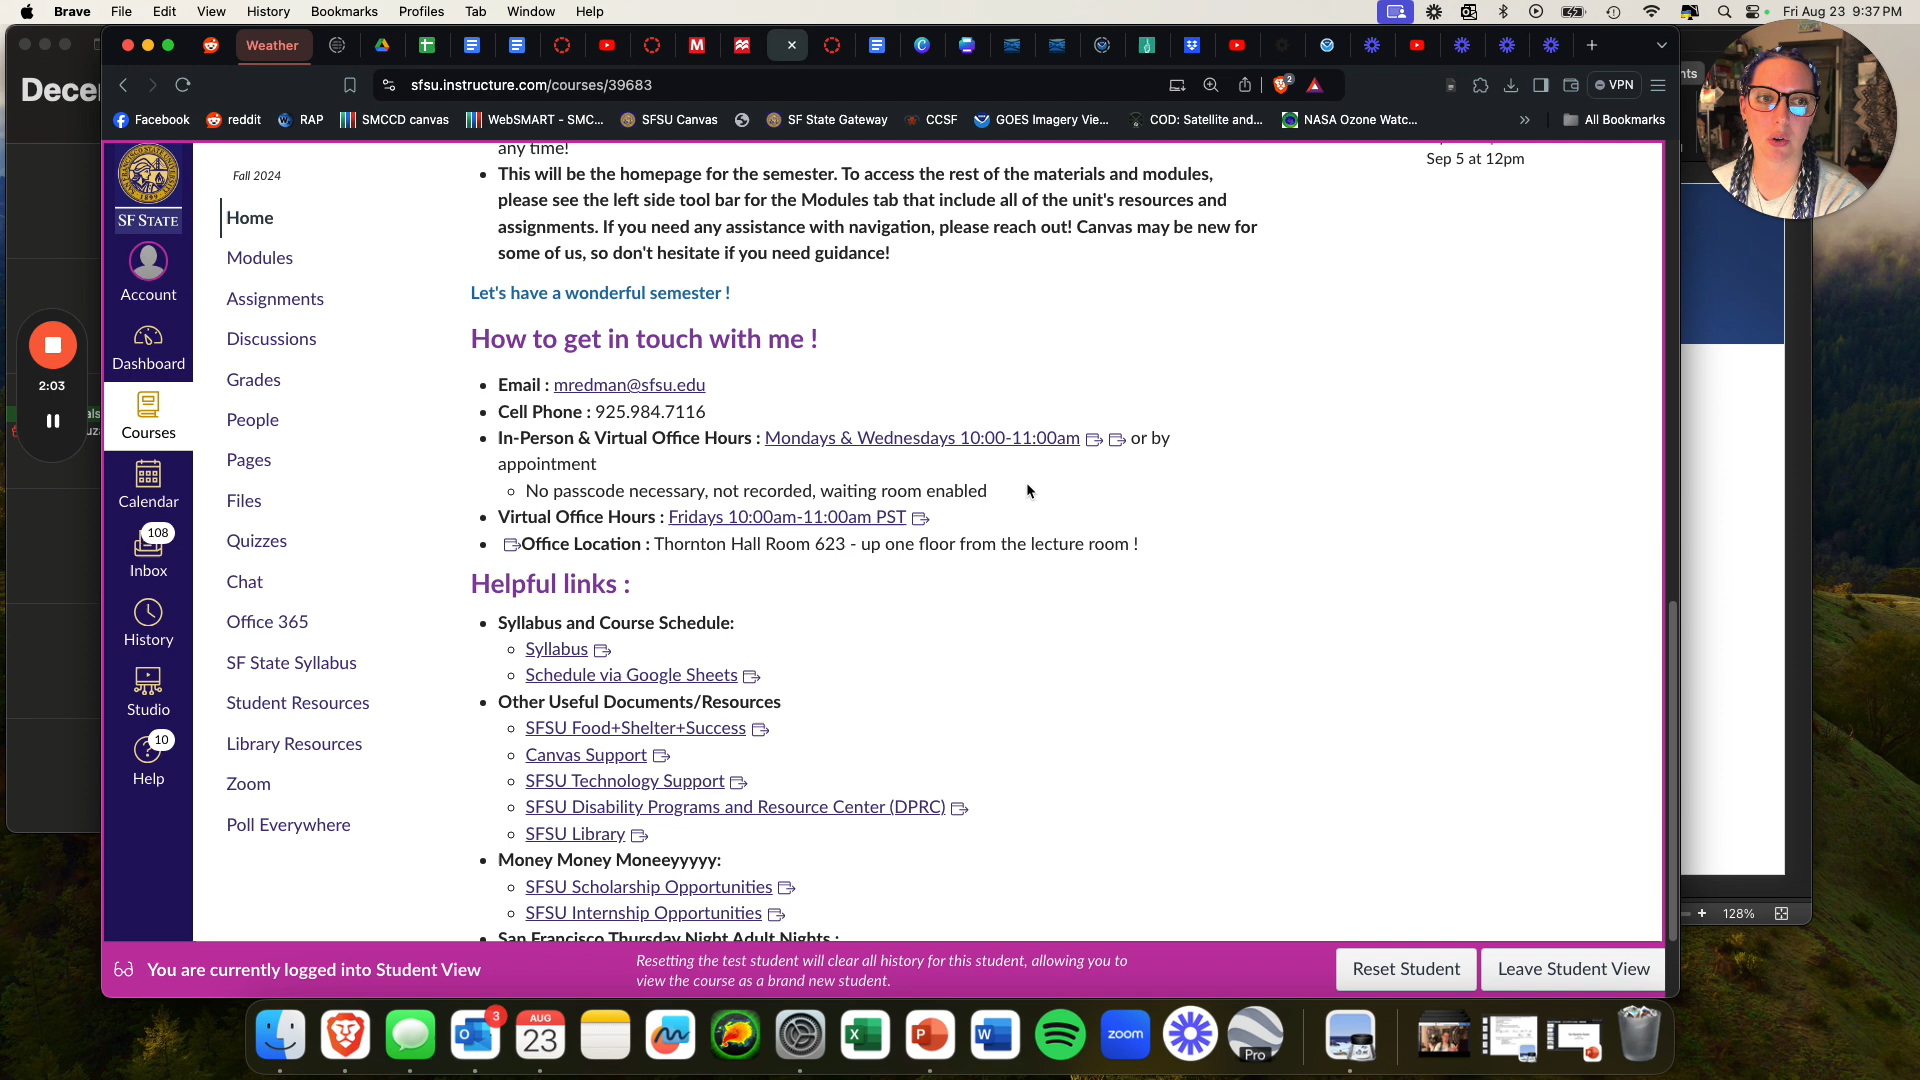 Brave File Edit View History Bookmarks Profiles Tab Window Help
Fri Aug 23 9:37 PM
Weather
sfsu.instructure.com/courses/39683
2
VPN
Facebook reddit RAP SMCCD canvas WebSMART - SMC... SFSU Canvas SF State Gateway CCSF GOES Imagery Vie... COD: Satellite and... NASA Ozone Watc... » All Bookmarks
SF STATE
Account
Dashboard
Courses
Calendar
108
Inbox
History
Studio
10
Help
2:03
Fall 2024
Home
Modules
Assignments
Discussions
Grades
People
Pages
Files
Quizzes
Chat
Office 365
SF State Syllabus
Student Resources
Library Resources
Zoom
Poll Everywhere
any time!
This will be the homepage for the semester. To access the rest of the materials and modules,
please see the left side tool bar for the Modules tab that include all of the unit's resources and
assignments. If you need any assistance with navigation, please reach out! Canvas may be new for
some of us, so don't hesitate if you need guidance!
Let's have a wonderful semester !
How to get in touch with me !
Email : mredman@sfsu.edu
Cell Phone : 925.984.7116
In-Person & Virtual Office Hours : Mondays & Wednesdays 10:00-11:00am or by
appointment
No passcode necessary, not recorded, waiting room enabled
Virtual Office Hours : Fridays 10:00am-11:00am PST
Office Location : Thornton Hall Room 623 - up one floor from the lecture room !
Helpful links :
Syllabus and Course Schedule:
Syllabus
Schedule via Google Sheets
Other Useful Documents/Resources
SFSU Food+Shelter+Success
Canvas Support
SFSU Technology Support
SFSU Disability Programs and Resource Center (DPRC)
SFSU Library
Money Money Moneeyyyyy:
SFSU Scholarship Opportunities
SFSU Internship Opportunities
San Francisco Thursday Night Adult Nights :
Sep 5 at 12pm
128%
You are currently logged into Student View
Resetting the test student will clear all history for this student, allowing you to
view the course as a brand new student.
Reset Student
Leave Student View
3
AUG
23
zoom
Pro